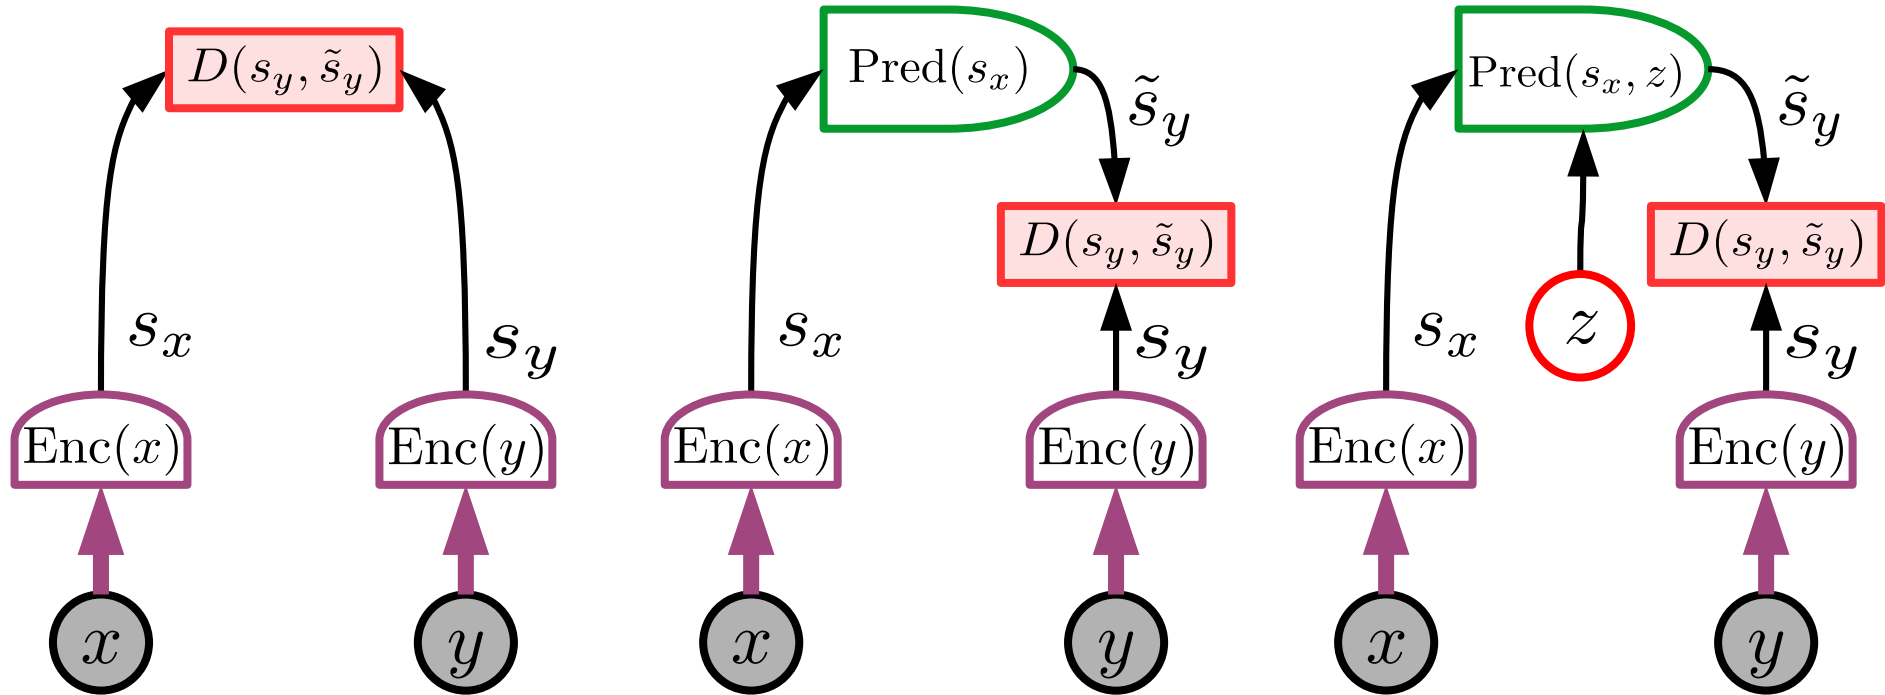 D(s_y, s̃_y)
s_x
s_y
Enc(x)
Enc(y)
x
y
Pred(s_x)
s̃_y
D(s_y, s̃_y)
s_x
s_y
Enc(x)
Enc(y)
x
y
Pred(s_x, z)
s̃_y
D(s_y, s̃_y)
s_x
z
s_y
Enc(x)
Enc(y)
x
y